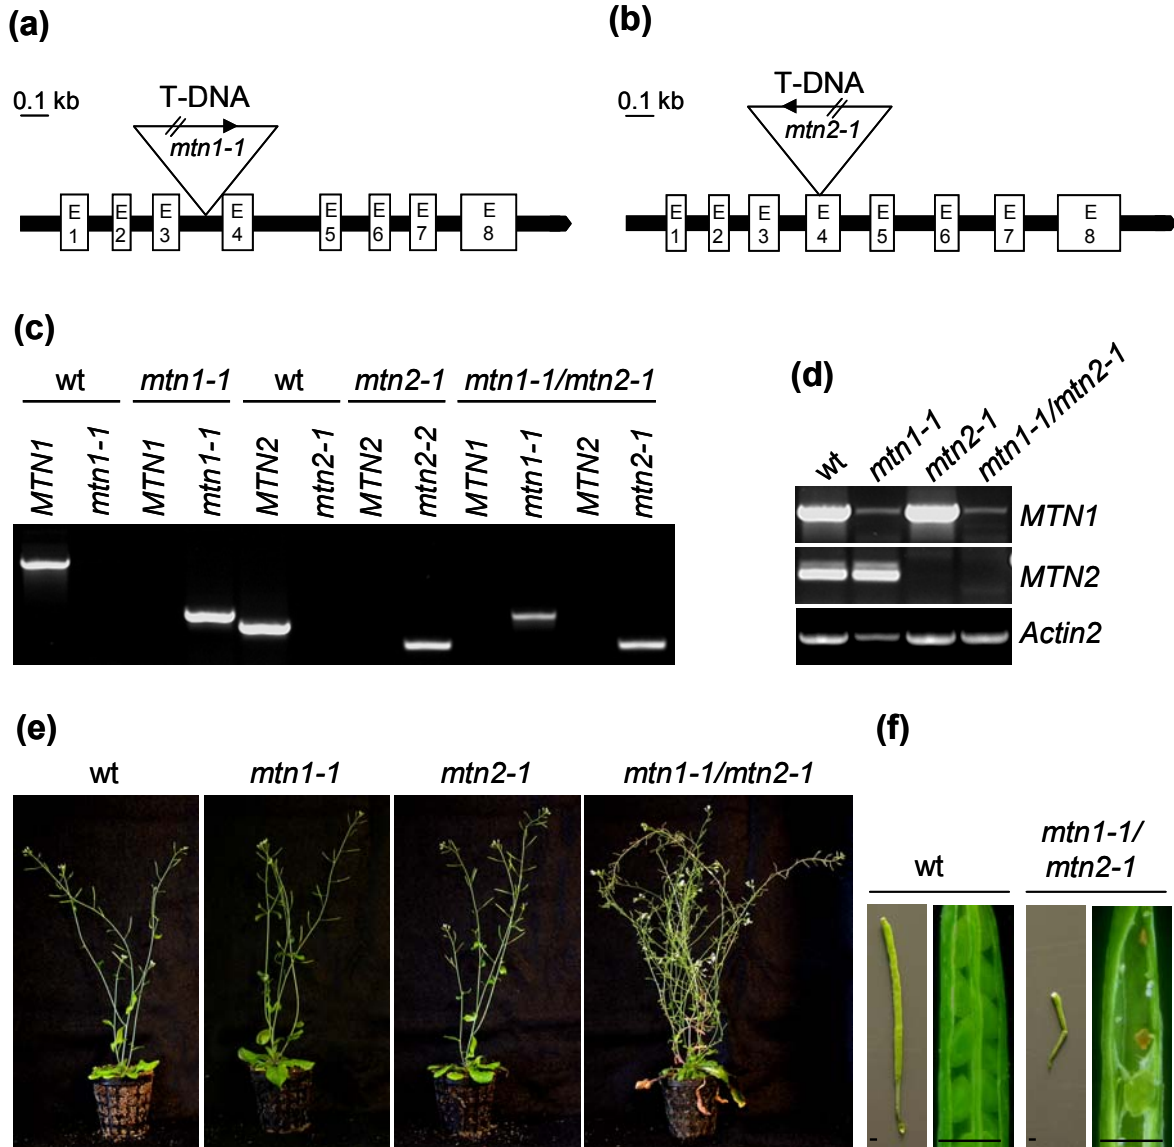 (a)
0.1 kb
T-DNA
mtn1-1
E 1
E 2
E 3
E 4
E 5
E 6
E 7
E 8
(b)
0.1 kb
T-DNA
mtn2-1
E 1
E 2
E 3
E 4
E 5
E 6
E 7
E 8
(c)
wt mtn1-1 wt mtn2-1 mtn1-1/mtn2-1
MTN1 mtn1-1 MTN1 mtn1-1 MTN2 mtn2-1 MTN2 mtn2-2 MTN1 mtn1-1 MTN2 mtn2-1
(d)
wt mtn1-1 mtn2-1 mtn1-1/mtn2-1
MTN1
MTN2
Actin2
(e)
wt mtn1-1 mtn2-1 mtn1-1/mtn2-1
(f)
wt
mtn1-1/
mtn2-1